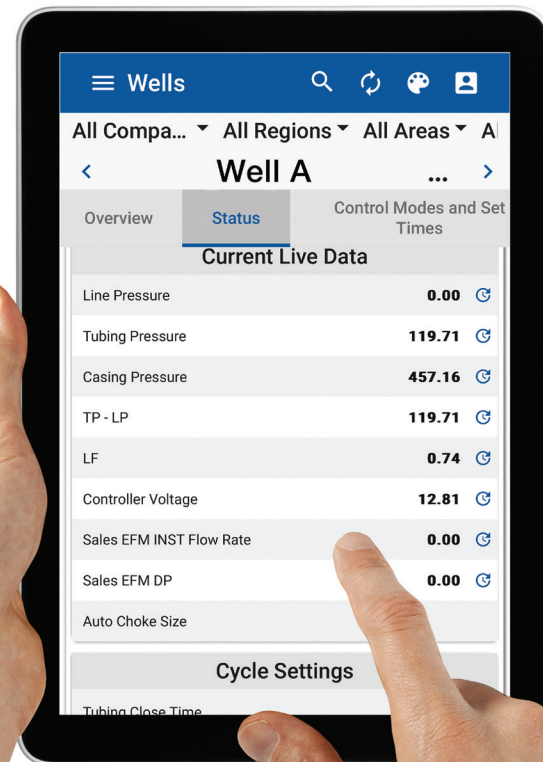 Wells
All Compa... All Regions All Areas Al
Well A ...
Overview Status Control Modes and Set
Times
Current Live Data
Line Pressure 0.00
Tubing Pressure 119.71
Casing Pressure 457.16
TP - LP 119.71
LF 0.74
Controller Voltage 12.81
Sales EFM INST Flow Rate 0.00
Sales EFM DP 0.00
Auto Choke Size
Cycle Settings
Tubing Close Time